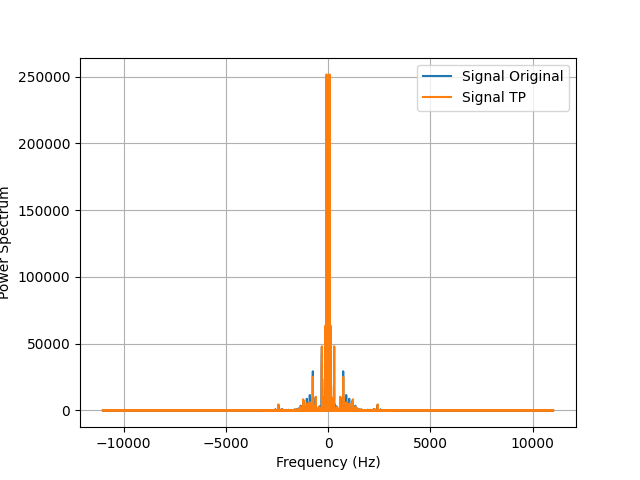 250000
200000
150000
100000
50000
0
Power Spectrum
Signal Original
Signal TP
−10000
−5000
0
5000
10000
Frequency (Hz)